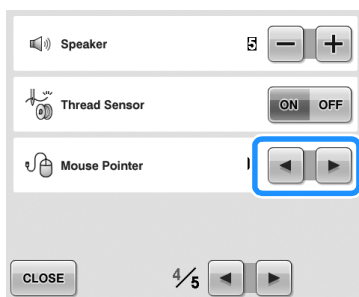 Speaker 5 − +
Thread Sensor ON OFF
Mouse Pointer
CLOSE 4/5